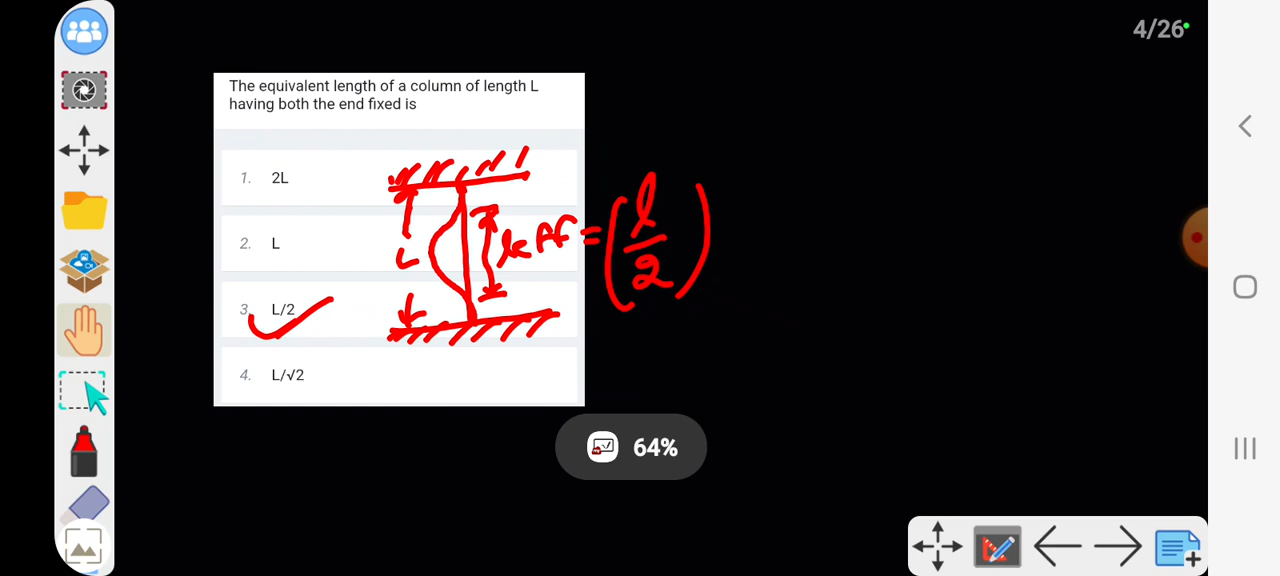 4/26
The equivalent length of a column of length L
having both the end fixed is
1. 2L
2. L
3. L/2
4. L/√2
L
= (l/2)
64%